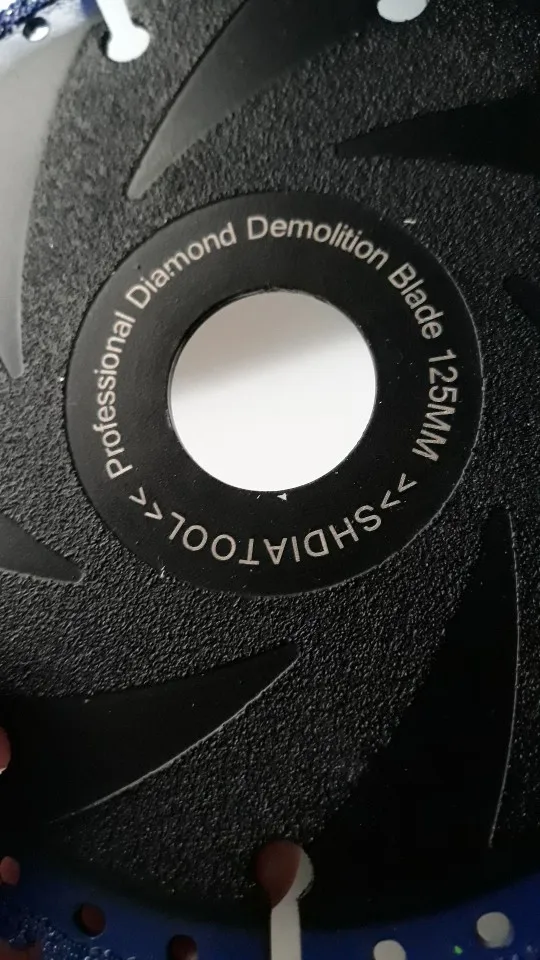 Professional Diamond Demolition Blade 125MM
>>SHDIATOOL<<